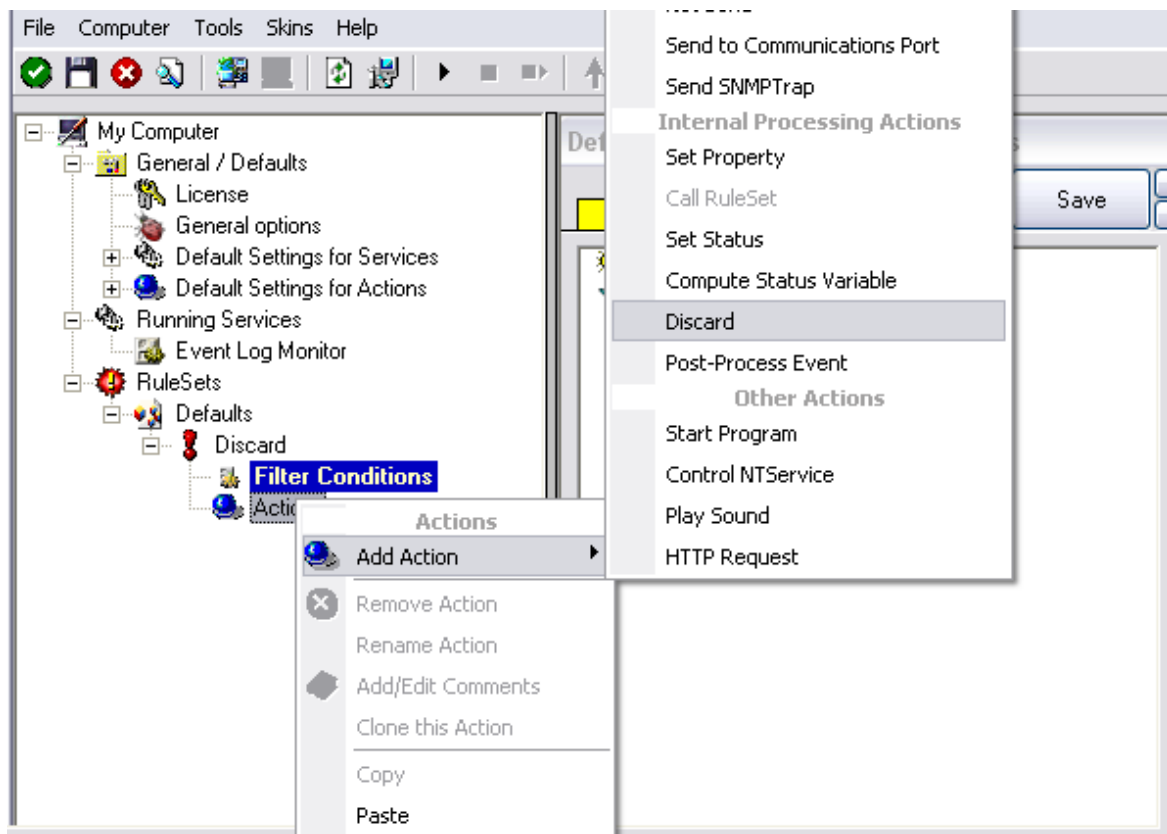 File Computer Tools Skins Help
My Computer
General / Defaults
License
General options
Default Settings for Services
Default Settings for Actions
Running Services
Event Log Monitor
RuleSets
Defaults
Discard
Filter Conditions
Actions
Add Action
Remove Action
Rename Action
Add/Edit Comments
Clone this Action
Copy
Paste
Send to Communications Port
Send SNMPTrap
Internal Processing Actions
Set Property
Call RuleSet
Set Status
Compute Status Variable
Discard
Post-Process Event
Other Actions
Start Program
Control NTService
Play Sound
HTTP Request
Save